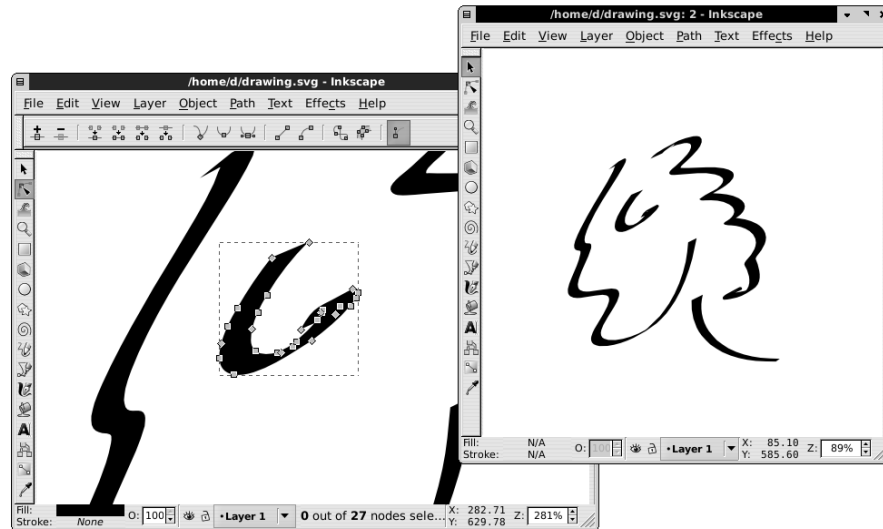 /home/d/drawing.svg: 2 - Inkscape
File Edit View Layer Object Path Text Effects Help
/home/d/drawing.svg - Inkscape
File Edit View Layer Object Path Text Effects Help
A
A
Fill: N/A O: 100 •Layer 1 X: 85.10 Z: 89%
Stroke: N/A Y: 585.60
Fill: O: 100 •Layer 1 0 out of 27 nodes sele... X: 282.71 Z: 281%
Stroke: None Y: 629.78